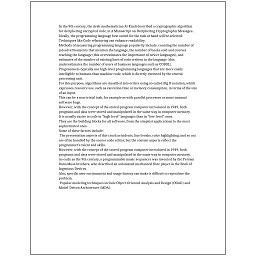 In the 9th century, the Arab mathematician Al-Kindi described a cryptographic algorithm
for deciphering encrypted code, in A Manuscript on Deciphering Cryptographic Messages.
Ideally, the programming language best suited for the task at hand will be selected.
Techniques like Code refactoring can enhance readability.
Methods of measuring programming language popularity include: counting the number of
job advertisements that mention the language, the number of books sold and courses
teaching the language (this overestimates the importance of newer languages), and
estimates of the number of existing lines of code written in the language (this
underestimates the number of users of business languages such as COBOL).
Programmers typically use high-level programming languages that are more easily
intelligible to humans than machine code, which is directly executed by the central
processing unit.
For this purpose, algorithms are classified into orders using so-called Big O notation, which
expresses resource use, such as execution time or memory consumption, in terms of the size
of an input.
This can be a non-trivial task, for example as with parallel processes or some unusual
software bugs.
However, with the concept of the stored-program computer introduced in 1949, both
programs and data were stored and manipulated in the same way in computer memory.
It is usually easier to code in "high-level" languages than in "low-level" ones.
They are the building blocks for all software, from the simplest applications to the most
sophisticated ones.
Some of these factors include:
The presentation aspects of this (such as indents, line breaks, color highlighting, and so on)
are often handled by the source code editor, but the content aspects reflect the
programmer's talent and skills.
However, with the concept of the stored-program computer introduced in 1949, both
programs and data were stored and manipulated in the same way in computer memory.
As early as the 9th century, a programmable music sequencer was invented by the Persian
Banu Musa brothers, who described an automated mechanical flute player in the Book of
Ingenious Devices.
Also, specific user environment and usage history can make it difficult to reproduce the
problem.
Popular modeling techniques include Object-Oriented Analysis and Design (OOAD) and
Model-Driven Architecture (MDA).